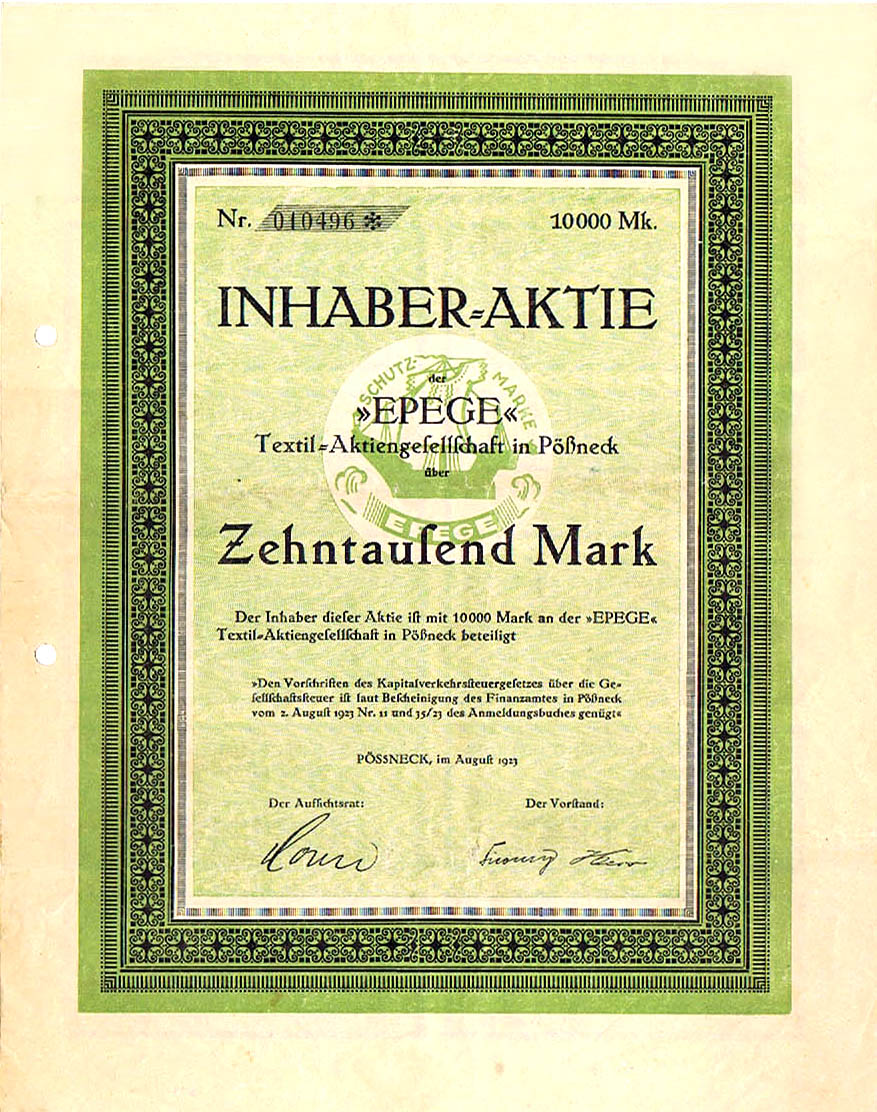 Nr. 010496 ✻ 10000 Mk.
INHABER=AKTIE
SCHUTZ-MARKE
der
»EPEGE«
Textil=Aktiengeſellſchaft in Pößneck
über
EPEGE
Zehntauſend Mark
Der Inhaber dieſer Aktie iſt mit 10000 Mark an der »EPEGE«
Textil=Aktiengeſellſchaft in Pößneck beteiligt
»Den Vorſchriften des Kapitalverkehrsſteuergeſetzes über die Ge=
ſellſchaftsſteuer iſt laut Beſcheinigung des Finanzamtes in Pößneck
vom 2. Auguſt 1923 Nr. 11 und 35/23 des Anmeldungsbuches genügt«
PÖSSNECK, im Auguſt 1923
Der Aufſichtsrat: Der Vorſtand: